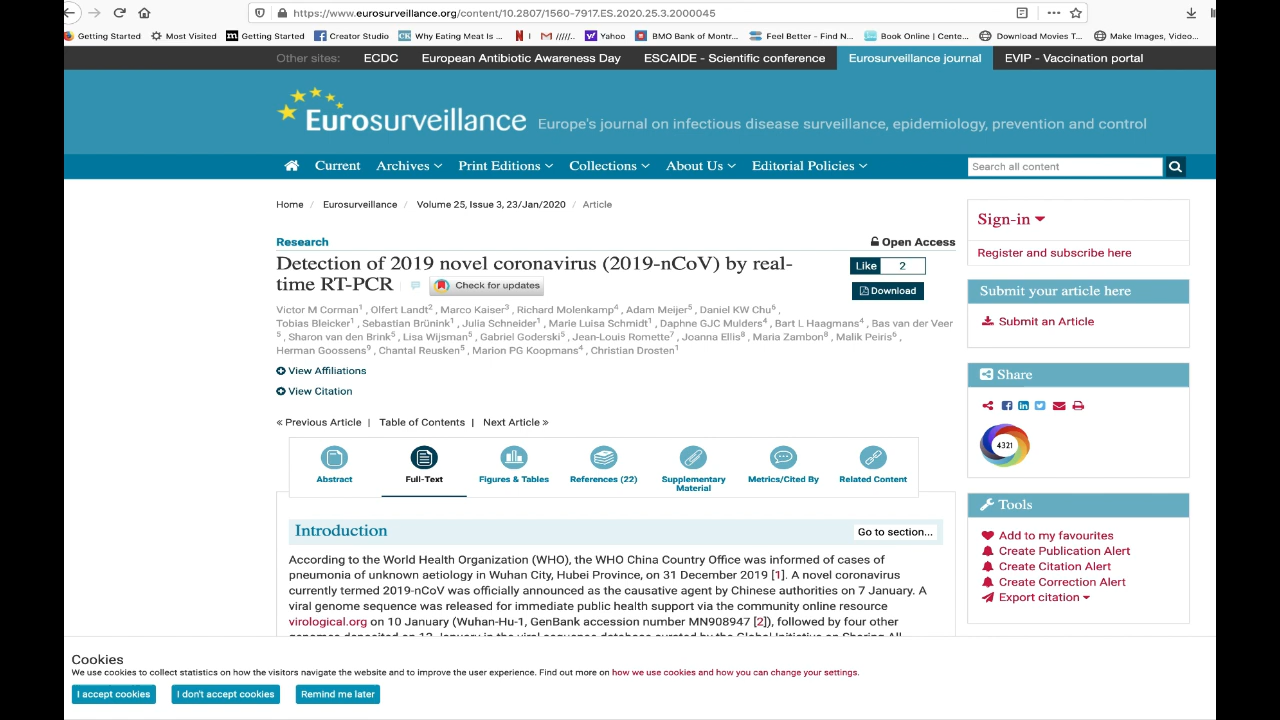 https://www.eurosurveillance.org/content/10.2807/1560-7917.ES.2020.25.3.2000045
Getting Started Most Visited Getting Started Creator Studio Why Eating Meat Is ... N I M /////.. Yahoo BMO Bank of Montr... Feel Better - Find N... Book Online | Cente... Download Movies T... Make Images, Video...
Other sites: ECDC European Antibiotic Awareness Day ESCAIDE - Scientific conference Eurosurveillance journal EVIP - Vaccination portal
Eurosurveillance Europe's journal on infectious disease surveillance, epidemiology, prevention and control
Current Archives Print Editions Collections About Us Editorial Policies Search all content
Home / Eurosurveillance / Volume 25, Issue 3, 23/Jan/2020 / Article
Research Open Access
Detection of 2019 novel coronavirus (2019-nCoV) by real-
time RT-PCR Check for updates
Like 2
Download
Victor M Corman1 , Olfert Landt2 , Marco Kaiser3 , Richard Molenkamp4 , Adam Meijer5 , Daniel KW Chu6 ,
Tobias Bleicker1 , Sebastian Brünink1 , Julia Schneider1 , Marie Luisa Schmidt1 , Daphne GJC Mulders4 , Bart L Haagmans4 , Bas van der Veer
5 , Sharon van den Brink5 , Lisa Wijsman5 , Gabriel Goderski5 , Jean-Louis Romette7 , Joanna Ellis8 , Maria Zambon8 , Malik Peiris6 ,
Herman Goossens9 , Chantal Reusken5 , Marion PG Koopmans4 , Christian Drosten1
View Affiliations
View Citation
« Previous Article | Table of Contents | Next Article »
Abstract Full-Text Figures & Tables References (22) Supplementary Material Metrics/Cited By Related Content
Introduction Go to section...
According to the World Health Organization (WHO), the WHO China Country Office was informed of cases of
pneumonia of unknown aetiology in Wuhan City, Hubei Province, on 31 December 2019 [1]. A novel coronavirus
currently termed 2019-nCoV was officially announced as the causative agent by Chinese authorities on 7 January. A
viral genome sequence was released for immediate public health support via the community online resource
virological.org on 10 January (Wuhan-Hu-1, GenBank accession number MN908947 [2]), followed by four other
genomes deposited on 12 January in the viral sequence database curated by the Global Initiative on Sharing All
Sign-in
Register and subscribe here
Submit your article here
Submit an Article
Share
4321
Tools
Add to my favourites
Create Publication Alert
Create Citation Alert
Create Correction Alert
Export citation
Cookies
We use cookies to collect statistics on how the visitors navigate the website and to improve the user experience. Find out more on how we use cookies and how you can change your settings.
I accept cookies I don't accept cookies Remind me later